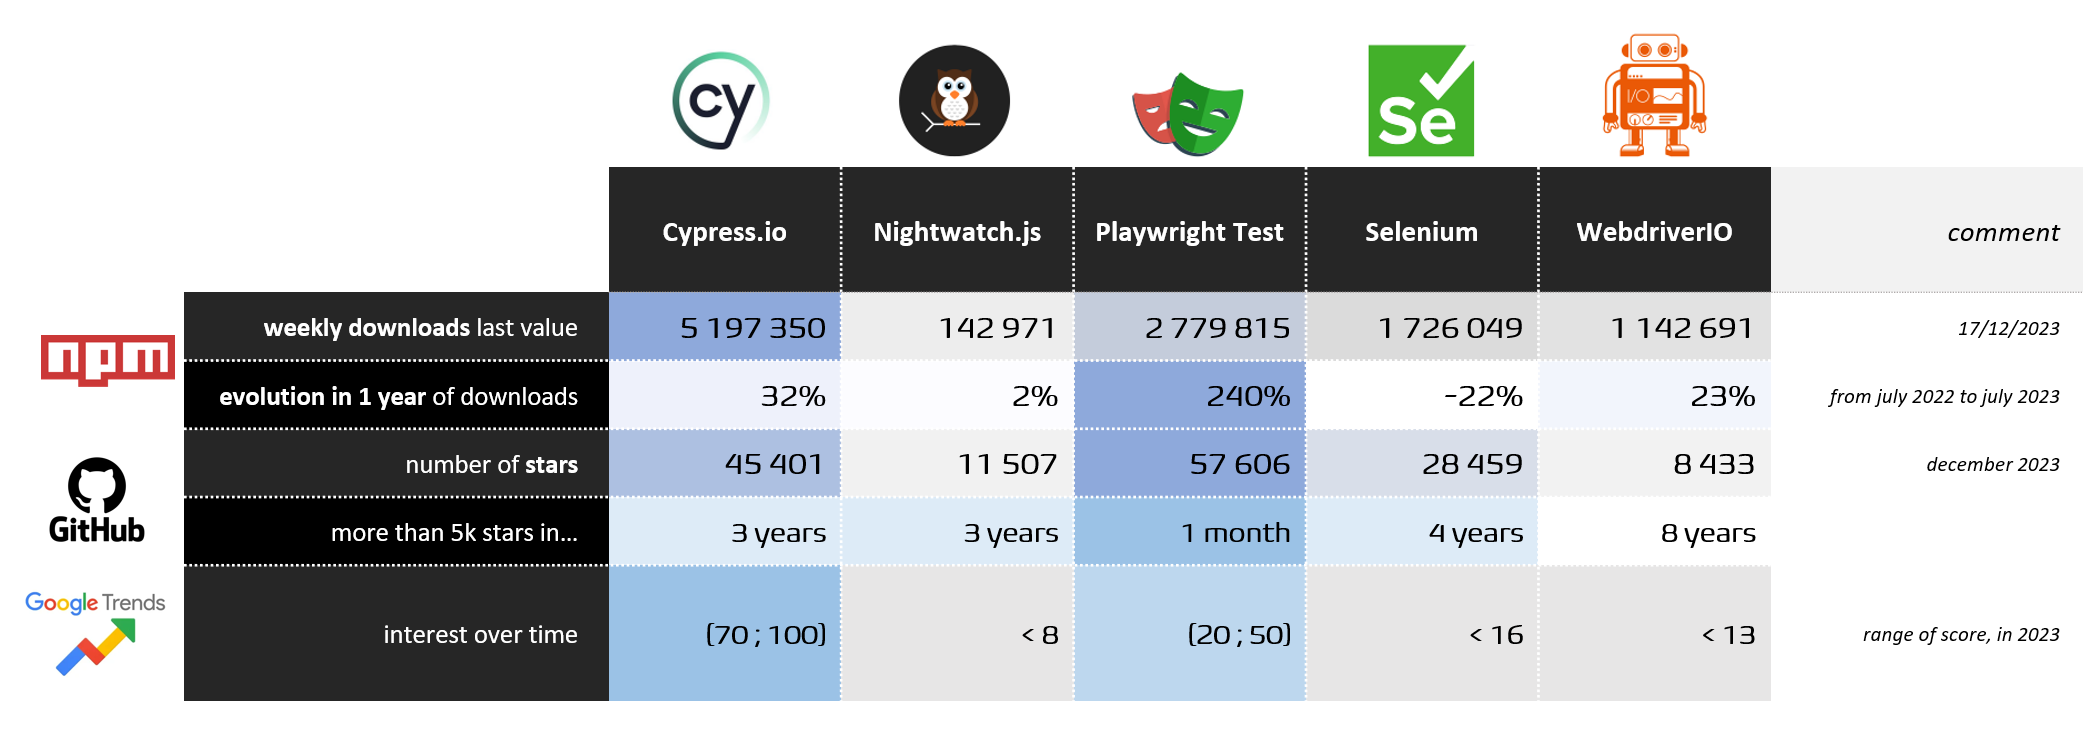 cy
Se
I/O
Cypress.io Nightwatch.js Playwright Test Selenium WebdriverIO comment
npm
weekly downloads last value 5 197 350 142 971 2 779 815 1 726 049 1 142 691 17/12/2023
evolution in 1 year of downloads 32% 2% 240% -22% 23% from july 2022 to july 2023
GitHub
number of stars 45 401 11 507 57 606 28 459 8 433 december 2023
more than 5k stars in... 3 years 3 years 1 month 4 years 8 years
Google Trends
interest over time (70 ; 100) < 8 (20 ; 50) < 16 < 13 range of score, in 2023